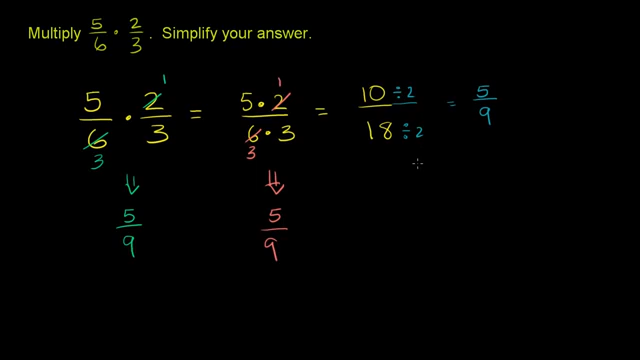 Multiply 5/6 · 2/3. Simplify your answer.
1 1
5/6 · 2/3 = 5 · 2/6 · 3 = 10 ÷2/18 ÷2 = 5/9
3 3
5/9 5/9